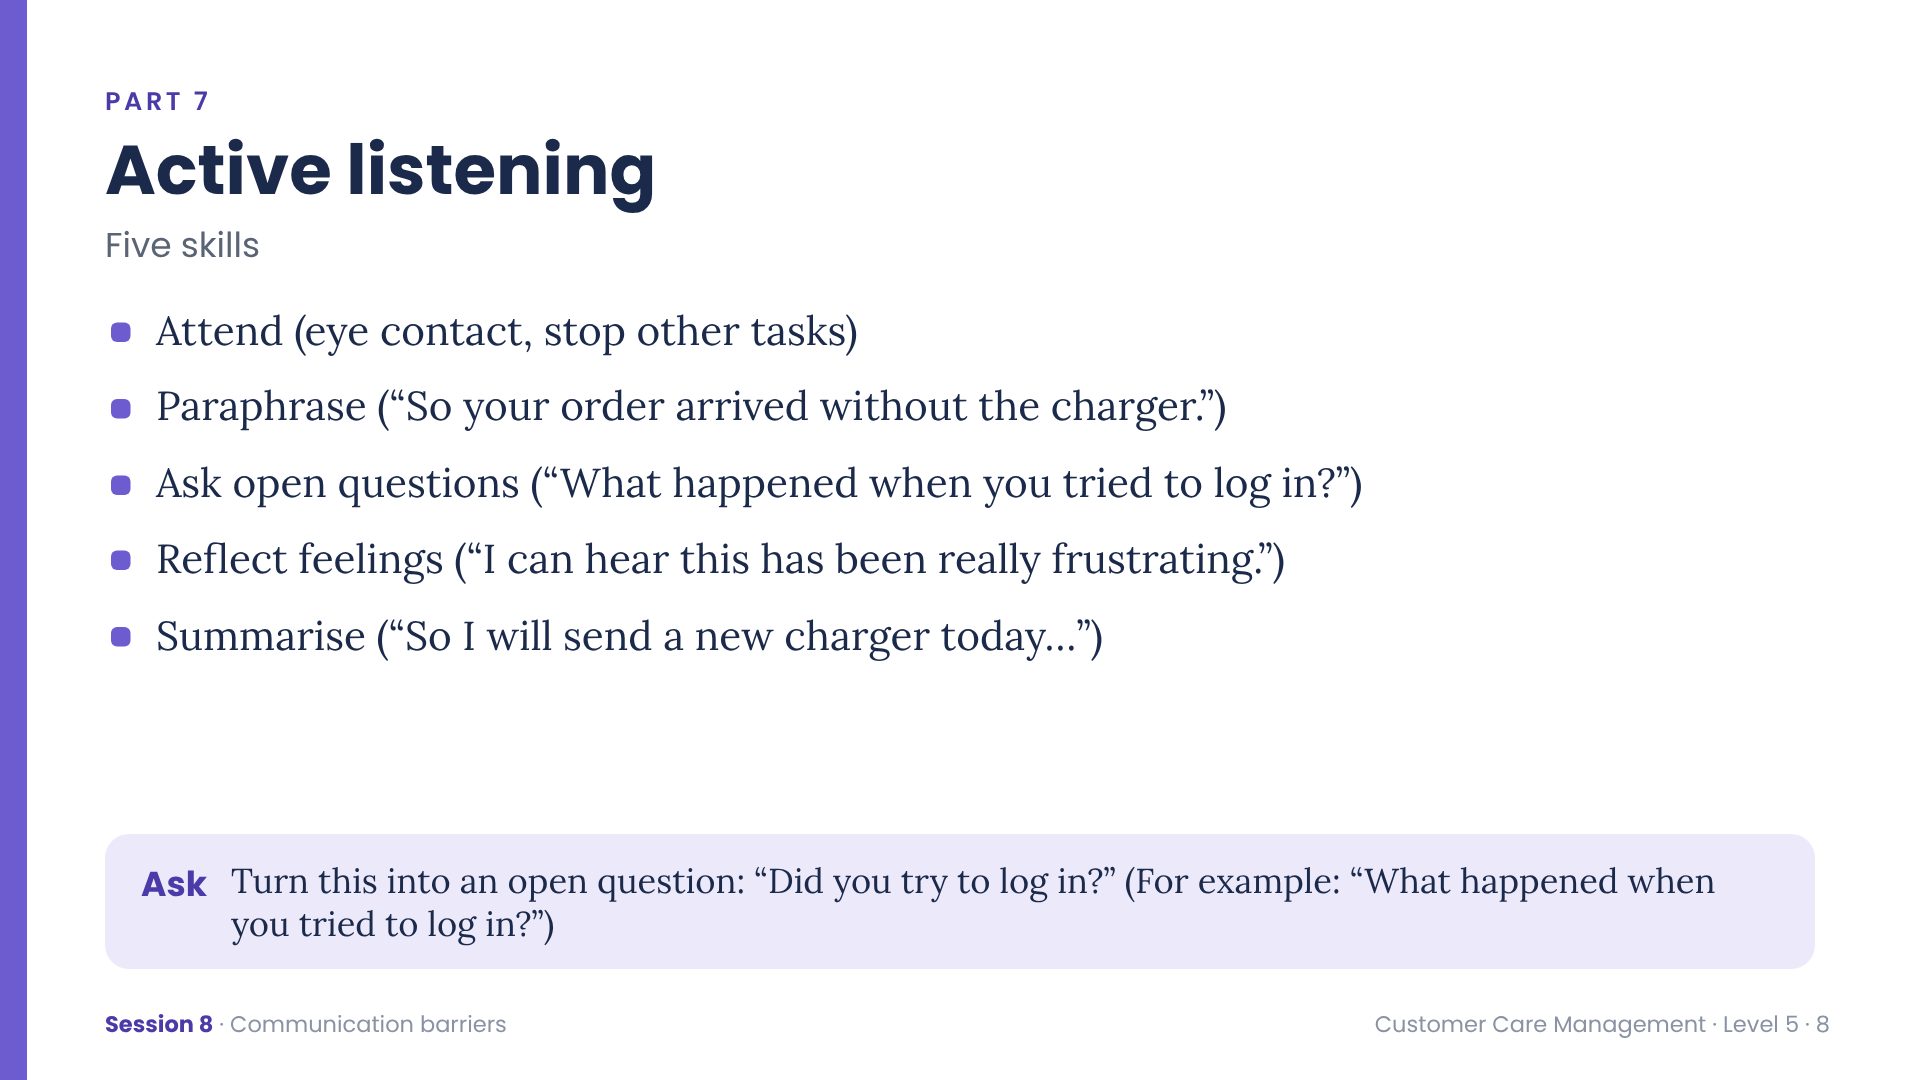 PART 7
Active listening
Five skills
Attend (eye contact, stop other tasks)
Paraphrase (“So your order arrived without the charger.”)
Ask open questions (“What happened when you tried to log in?”)
Reflect feelings (“I can hear this has been really frustrating.”)
Summarise (“So I will send a new charger today…”)
Ask Turn this into an open question: “Did you try to log in?” (For example: “What happened when
you tried to log in?”)
Session 8 · Communication barriers
Customer Care Management · Level 5 · 8